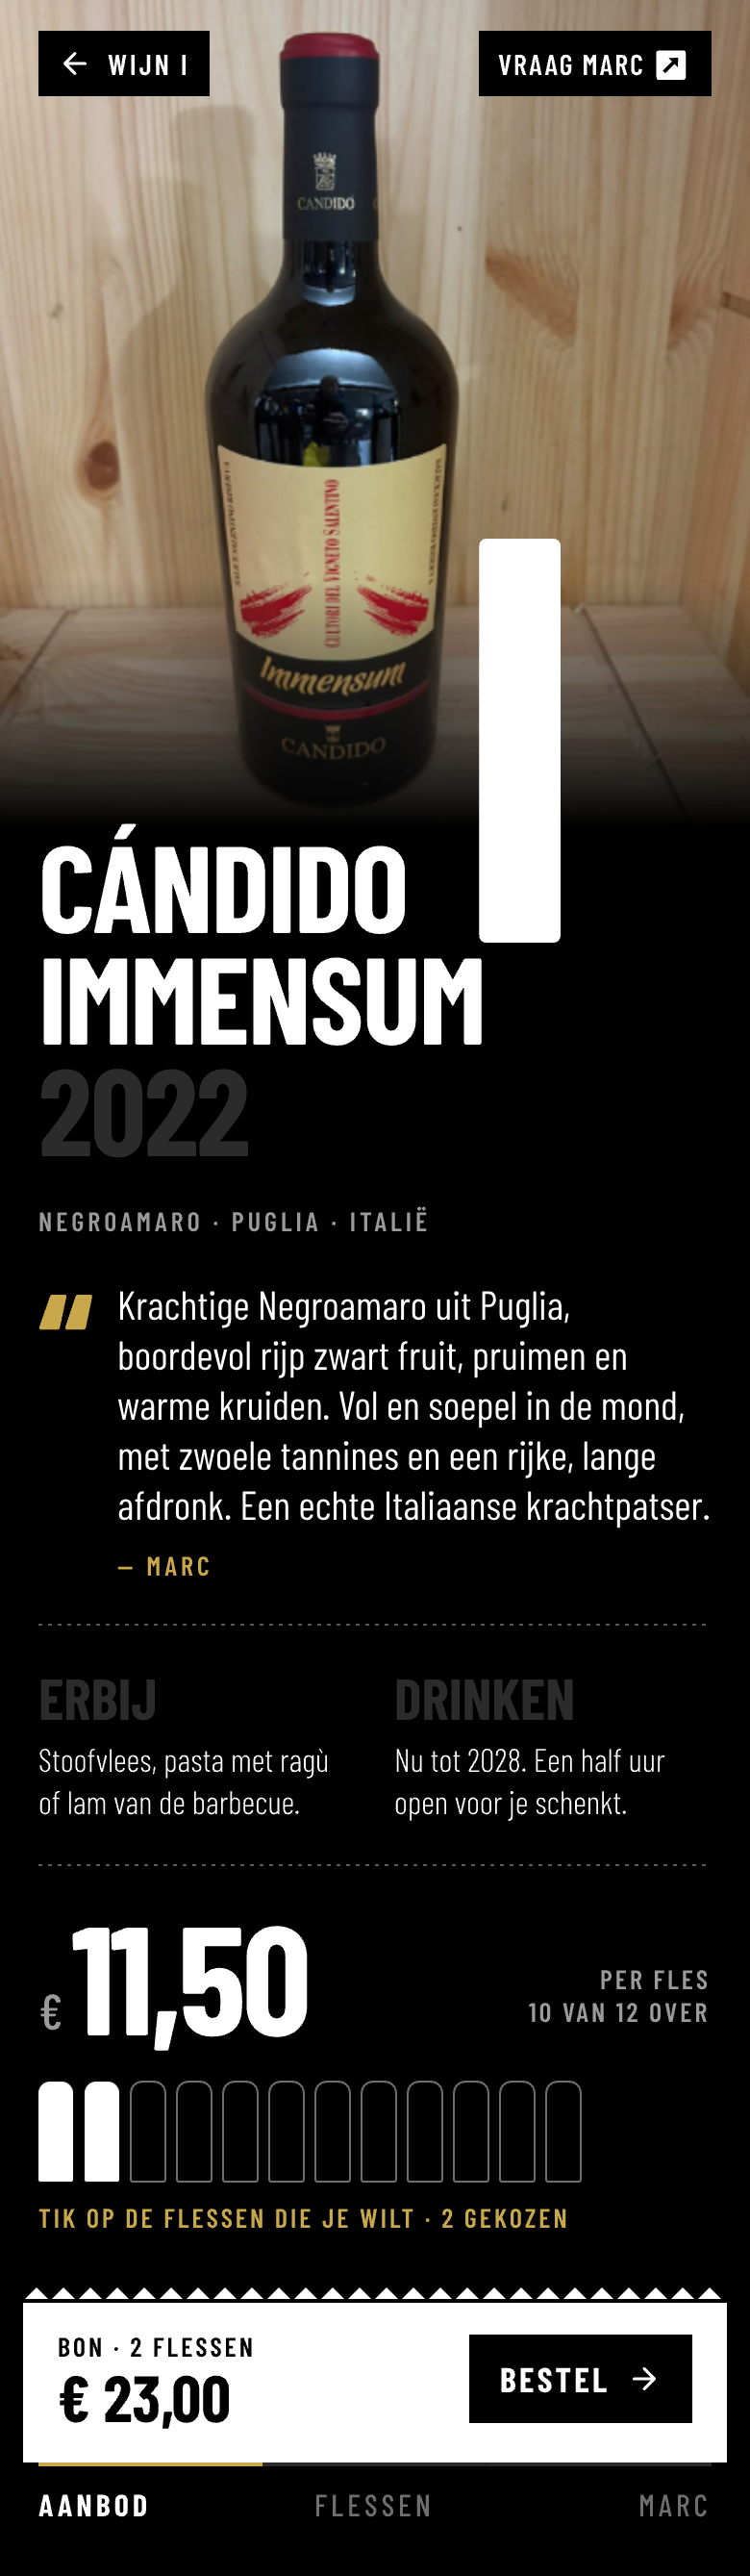 WIJN I
VRAAG MARC
CANDIDO
CULTORI DEL VIGNETO SALENTINO
Immensum
CANDIDO
CÁNDIDO
IMMENSUM
2022
NEGROAMARO · PUGLIA · ITALIË
Krachtige Negroamaro uit Puglia,
boordevol rijp zwart fruit, pruimen en
warme kruiden. Vol en soepel in de mond,
met zwoele tannines en een rijke, lange
afdronk. Een echte Italiaanse krachtpatser.
— MARC
ERBIJ
Stoofvlees, pasta met ragù
of lam van de barbecue.
DRINKEN
Nu tot 2028. Een half uur
open voor je schenkt.
€ 11,50
PER FLES
10 VAN 12 OVER
TIK OP DE FLESSEN DIE JE WILT · 2 GEKOZEN
BON · 2 FLESSEN
€ 23,00
BESTEL
AANBOD
FLESSEN
MARC